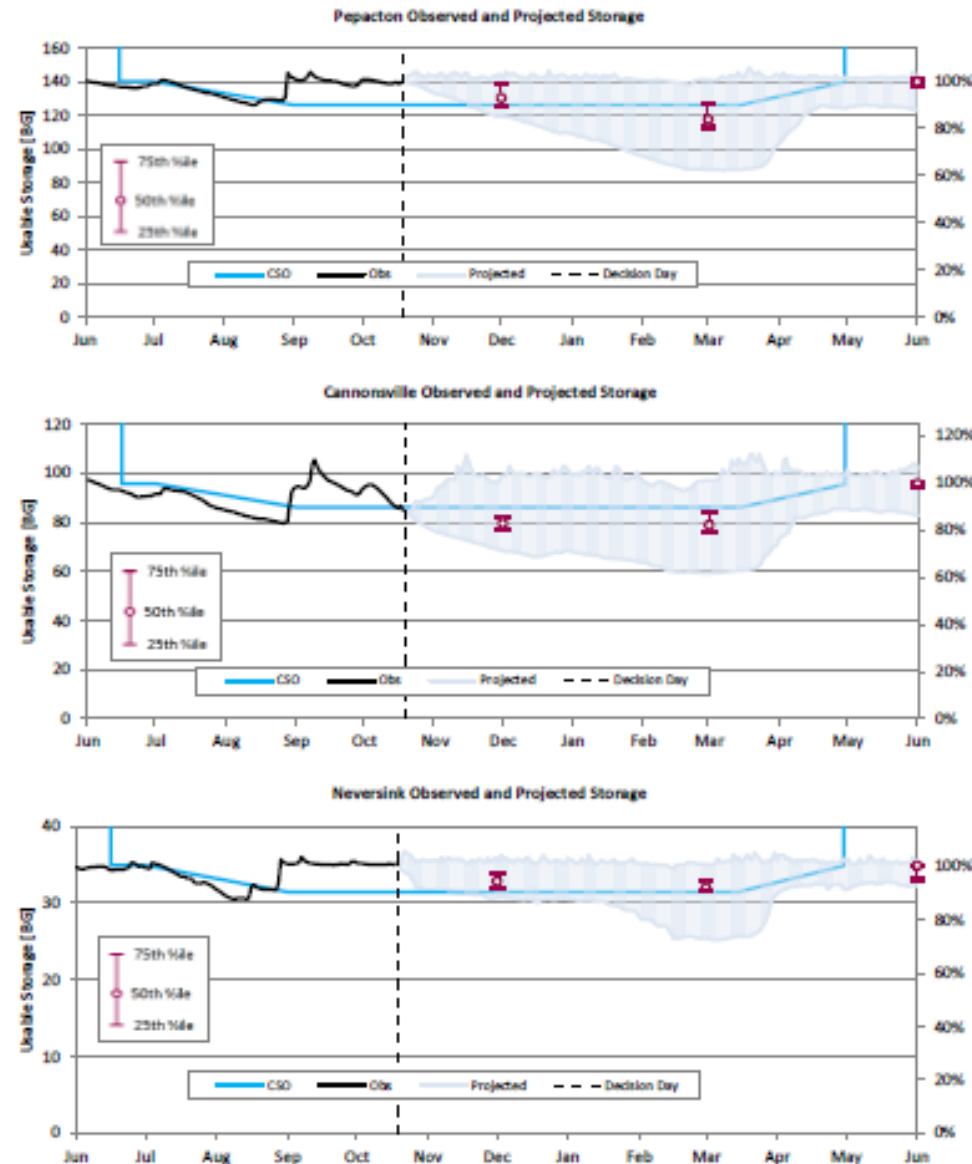 Pepacton Observed and Projected Storage
160
140
120
100
80
60
40
20
0
Usable Storage [BG]
100%
80%
60%
40%
20%
0%
75th %ile
50th %ile
25th %ile
CSO Obs Projected Decision Day
Jun Jul Aug Sep Oct Nov Dec Jan Feb Mar Apr May Jun
Cannonsville Observed and Projected Storage
120
100
80
60
40
20
0
Usable Storage [BG]
120%
100%
80%
60%
40%
20%
0%
75th %ile
50th %ile
25th %ile
CSO Obs Projected Decision Day
Jun Jul Aug Sep Oct Nov Dec Jan Feb Mar Apr May Jun
Neversink Observed and Projected Storage
40
30
20
10
0
Usable Storage [BG]
100%
80%
60%
40%
20%
0%
75th %ile
50th %ile
25th %ile
CSO Obs Projected Decision Day
Jun Jul Aug Sep Oct Nov Dec Jan Feb Mar Apr May Jun